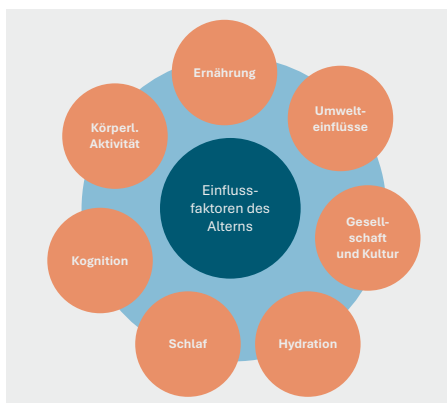 Ernährung
Umwelt-
einflüsse
Gesell-
schaft
und Kultur
Hydration
Schlaf
Kognition
Körperl.
Aktivität
Einfluss-
faktoren des
Alterns